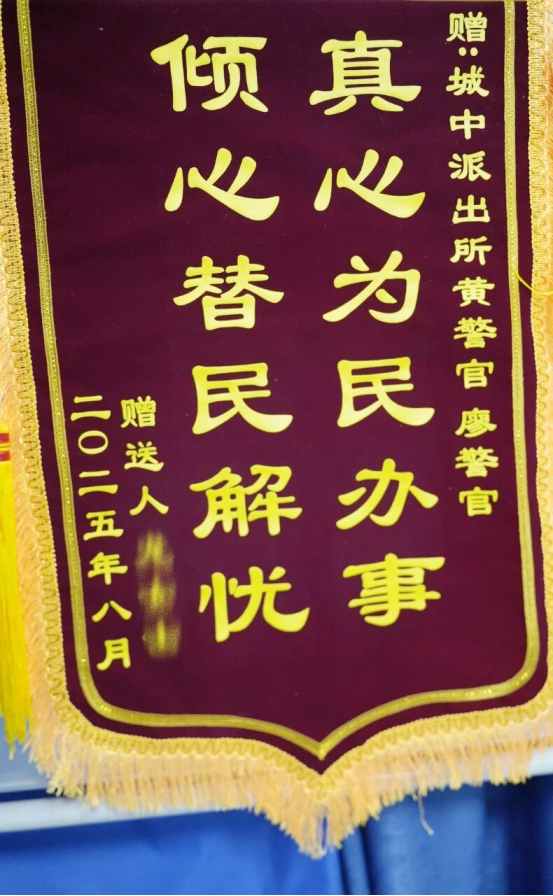 赠：城中派出所黄警官 廖警官
真心为民办事
倾心替民解忧
赠送人
二〇二五年八月